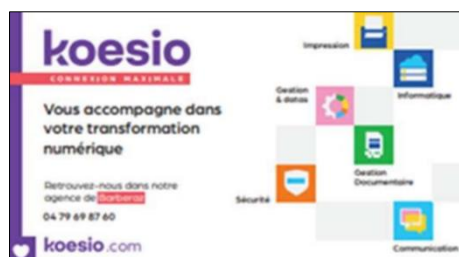 koesio
CONNEXION MAXIMALE
Vous accompagne dans
votre transformation
numérique
Retrouvez-nous dans notre
agence de Barberaz
04 79 69 87 60
koesio.com
Impression
Informatique
Gestion
& datas
Gestion
Documentaire
Sécurité
Communication